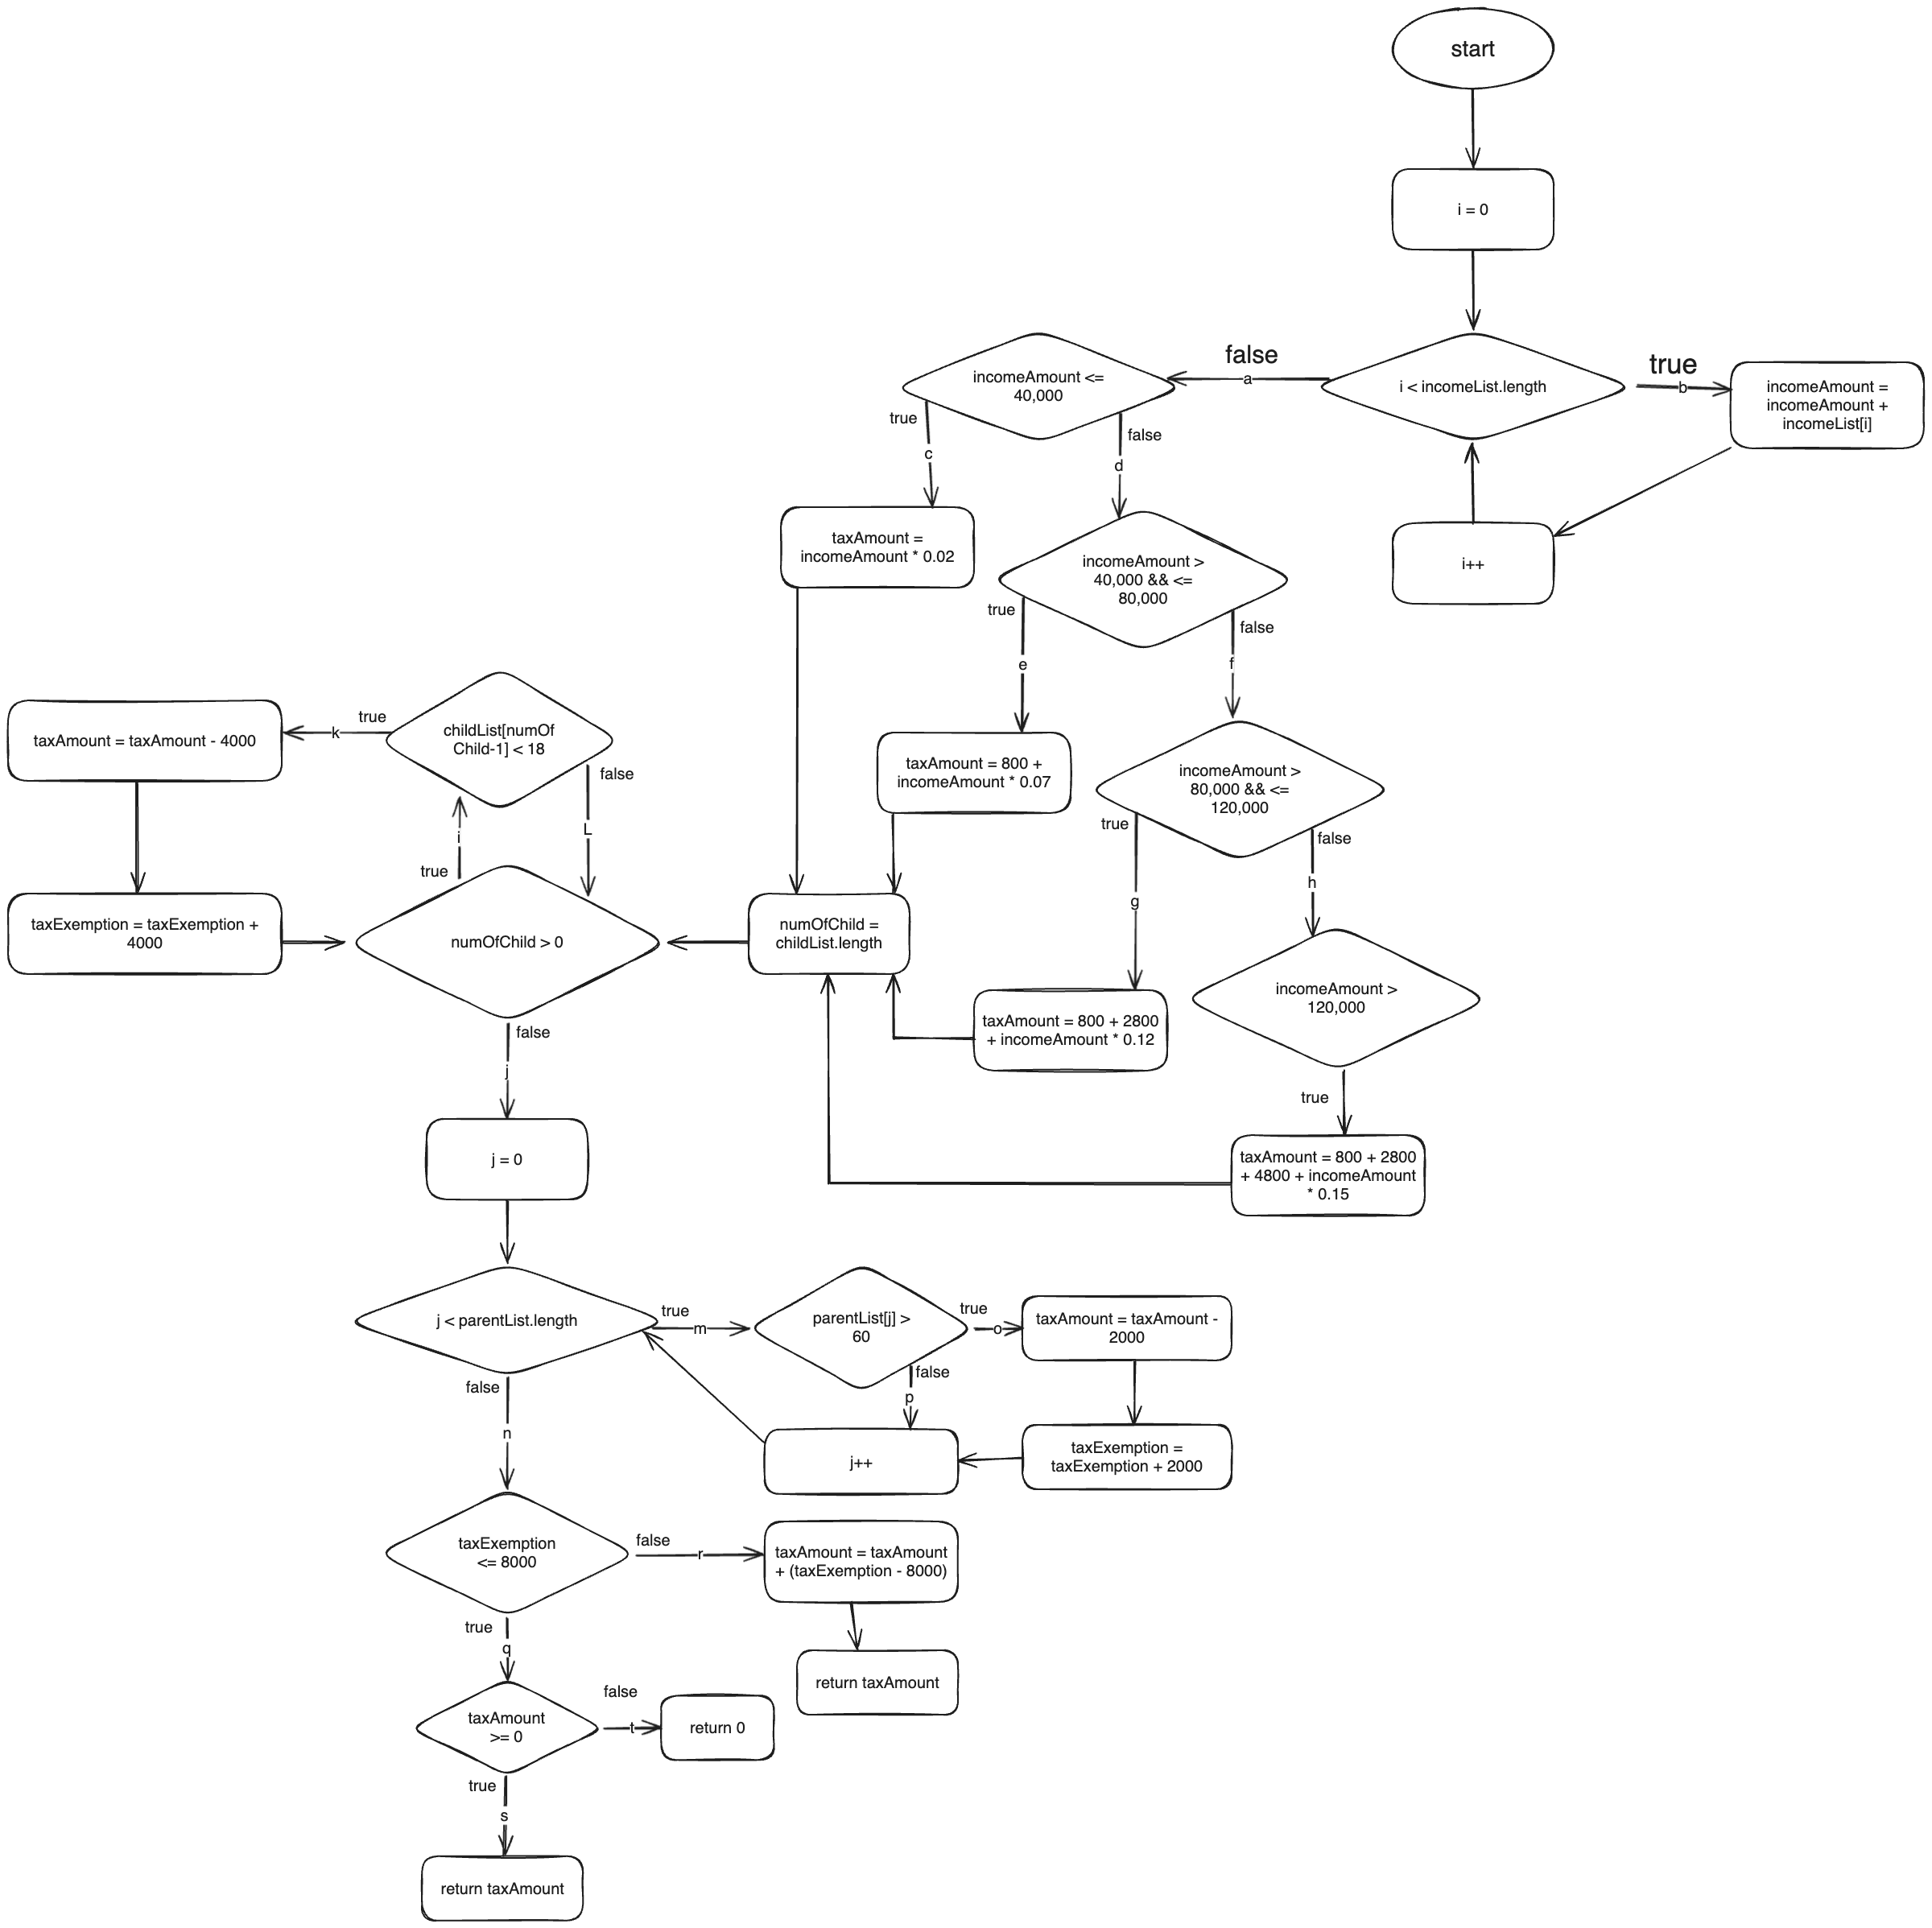 start
i = 0
i < incomeList.length
true
b
incomeAmount =
incomeAmount +
incomeList[i]
i++
false
a
incomeAmount <=
40,000
true
c
taxAmount =
incomeAmount * 0.02
false
d
incomeAmount >
40,000 && <=
80,000
true
e
taxAmount = 800 +
incomeAmount * 0.07
false
f
incomeAmount >
80,000 && <=
120,000
true
g
taxAmount = 800 + 2800
+ incomeAmount * 0.12
false
h
incomeAmount >
120,000
true
taxAmount = 800 + 2800
+ 4800 + incomeAmount
* 0.15
numOfChild =
childList.length
numOfChild > 0
true
i
childList[numOf
Child-1] < 18
true
k
taxAmount = taxAmount - 4000
taxExemption = taxExemption +
4000
false
L
false
j
j = 0
j < parentList.length
true
m
parentList[j] >
60
true
o
taxAmount = taxAmount -
2000
taxExemption =
taxExemption + 2000
false
p
j++
false
n
taxExemption
<= 8000
false
r
taxAmount = taxAmount
+ (taxExemption - 8000)
return taxAmount
true
q
taxAmount
>= 0
false
t
return 0
true
s
return taxAmount